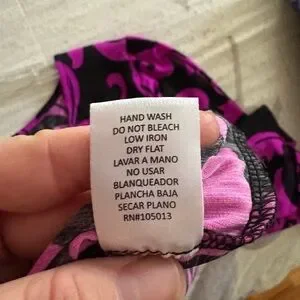 HAND WASH
DO NOT BLEACH
LOW IRON
DRY FLAT
LAVAR A MANO
NO USAR
BLANQUEADOR
PLANCHA BAJA
SECAR PLANO
RN#105013